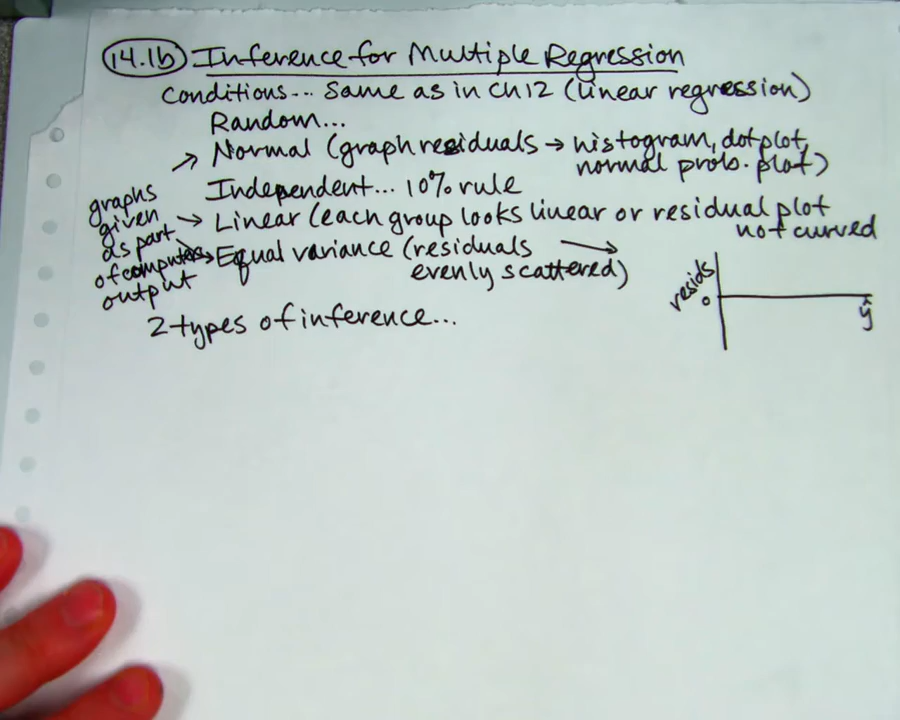 14.1b Inference for Multiple Regression
conditions... Same as in ch12 (linear regression)
Random...
Normal (graph residuals → histogram, dotplot,
normal prob. plot)
Independent... 10% rule
graphs
given
as part
of computers
output
→ Linear (each group looks linear or residual plot
not curved
Equal variance (residuals
evenly scattered)
resids
0
ŷ
2 types of inference...